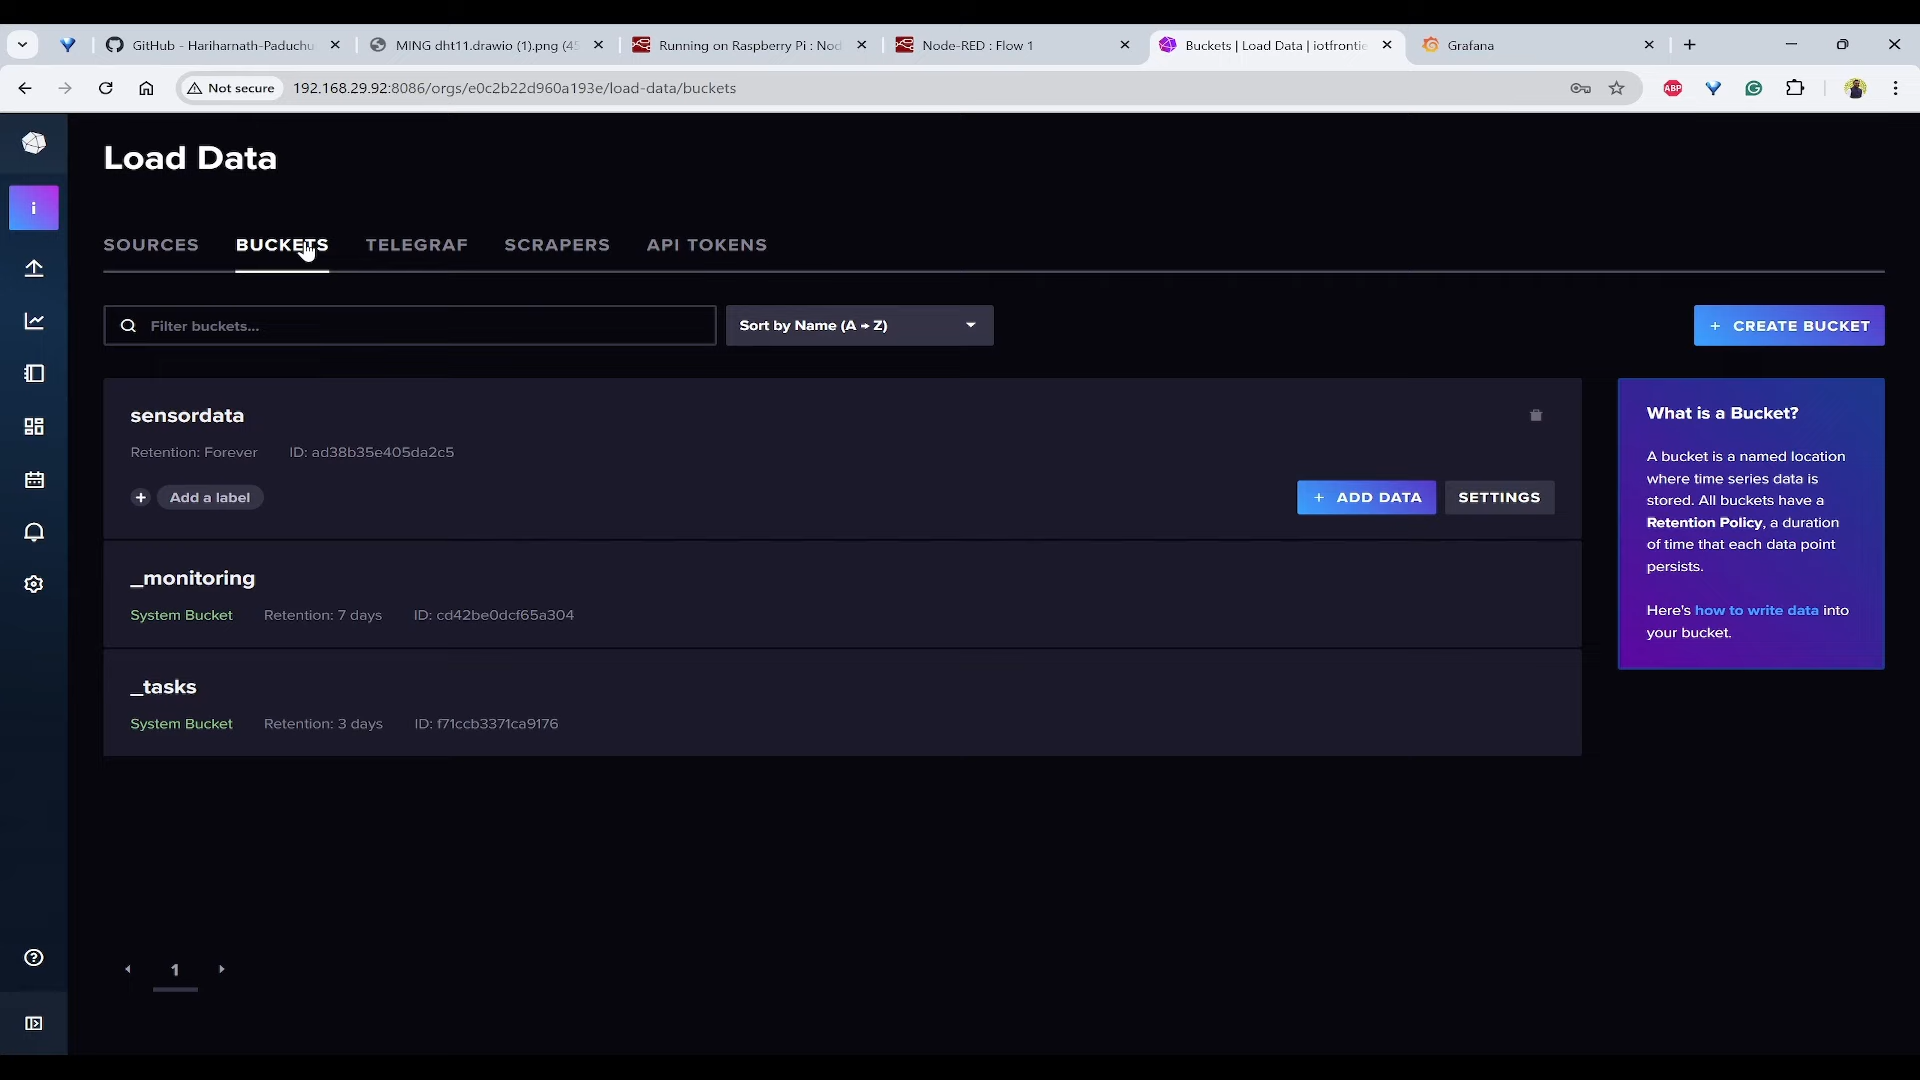 GitHub - Hariharnath-Paduchu
MING dht11.drawio (1).png (45
Running on Raspberry Pi : Nod
Node-RED : Flow 1
Buckets | Load Data | iotfrontie
Grafana
Not secure
192.168.29.92:8086/orgs/e0c2b22d960a193e/load-data/buckets
ABP
Load Data
i
SOURCES BUCKETS TELEGRAF SCRAPERS API TOKENS
Filter buckets...
Sort by Name (A → Z)
+ CREATE BUCKET
sensordata
Retention: Forever ID: ad38b35e405da2c5
+ Add a label
+ ADD DATA
SETTINGS
_monitoring
System Bucket Retention: 7 days ID: cd42be0dcf65a304
_tasks
System Bucket Retention: 3 days ID: f71ccb3371ca9176
What is a Bucket?
A bucket is a named location
where time series data is
stored. All buckets have a
Retention Policy, a duration
of time that each data point
persists.
Here's how to write data into
your bucket.
1